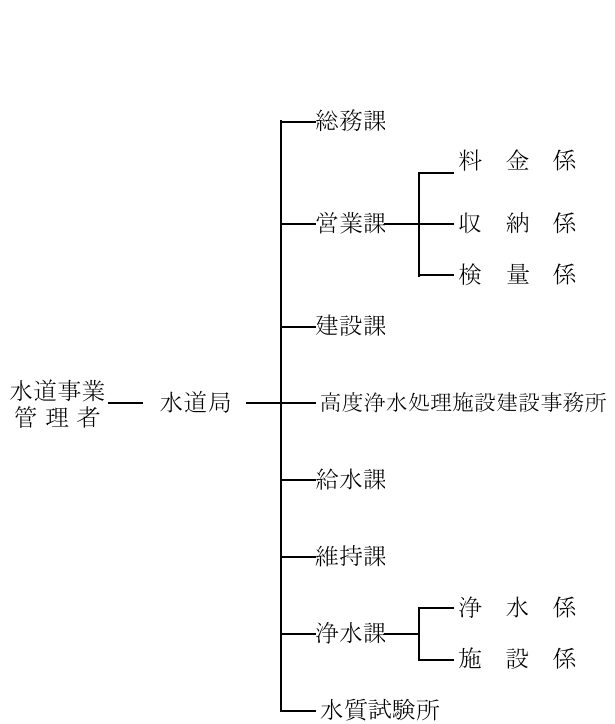 総務課
営業課
料　金　係
収　納　係
検　量　係
建設課
水道事業
管 理 者
水道局
高度浄水処理施設建設事務所
給水課
維持課
浄水課
浄　水　係
施　設　係
水質試験所